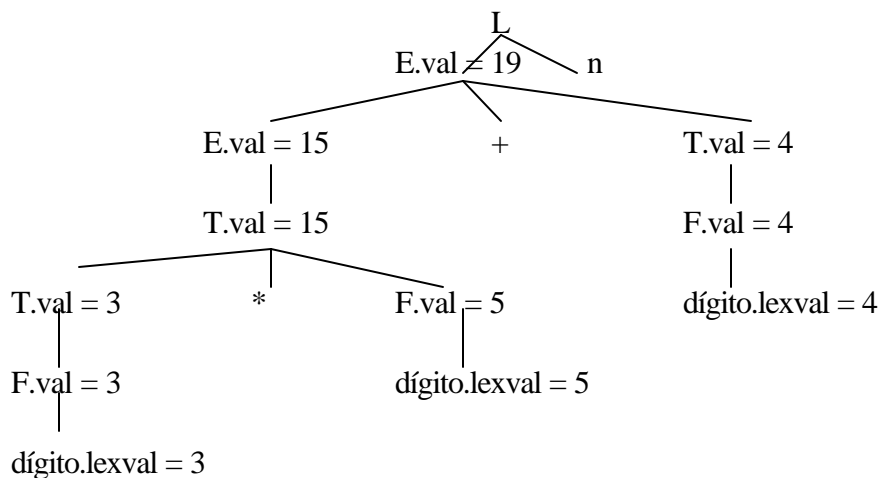 L
E.val = 19 n
E.val = 15 + T.val = 4
T.val = 15 F.val = 4
T.val = 3 * F.val = 5 dígito.lexval = 4
F.val = 3 dígito.lexval = 5
dígito.lexval = 3